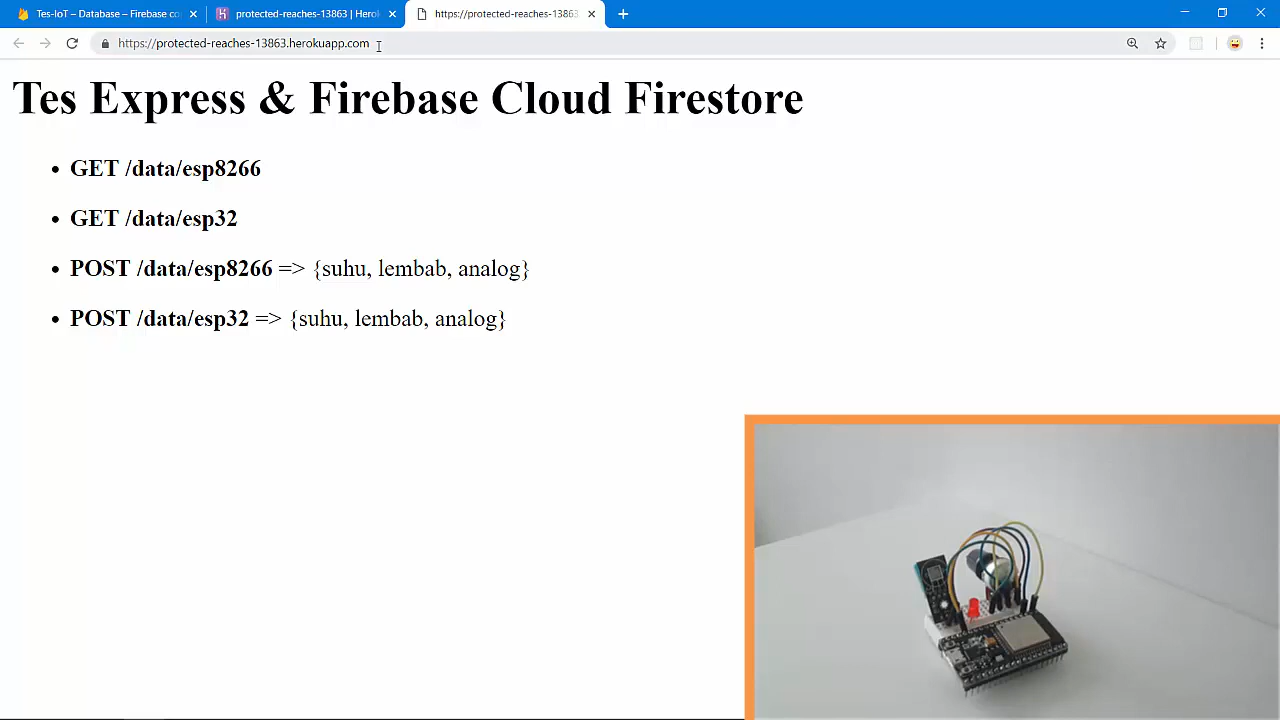 Tes-IoT – Database – Firebase co
protected-reaches-13863 | Herok
https://protected-reaches-13863
https://protected-reaches-13863.herokuapp.com
Tes Express & Firebase Cloud Firestore
• GET /data/esp8266
• GET /data/esp32
• POST /data/esp8266 => {suhu, lembab, analog}
• POST /data/esp32 => {suhu, lembab, analog}